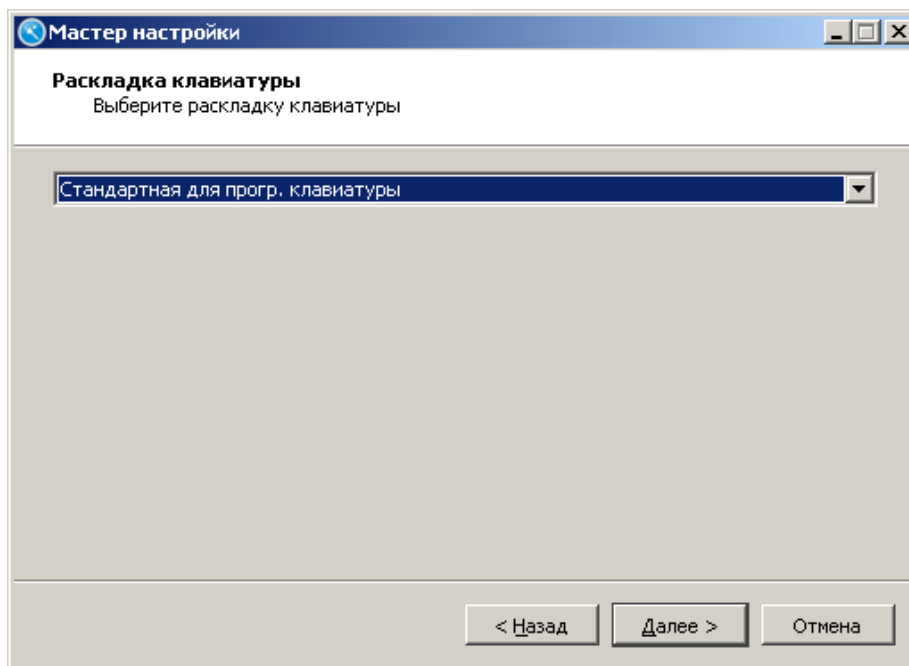 Мастер настройки
Раскладка клавиатуры
Выберите раскладку клавиатуры
Стандартная для прогр. клавиатуры
< Назад
Далее >
Отмена